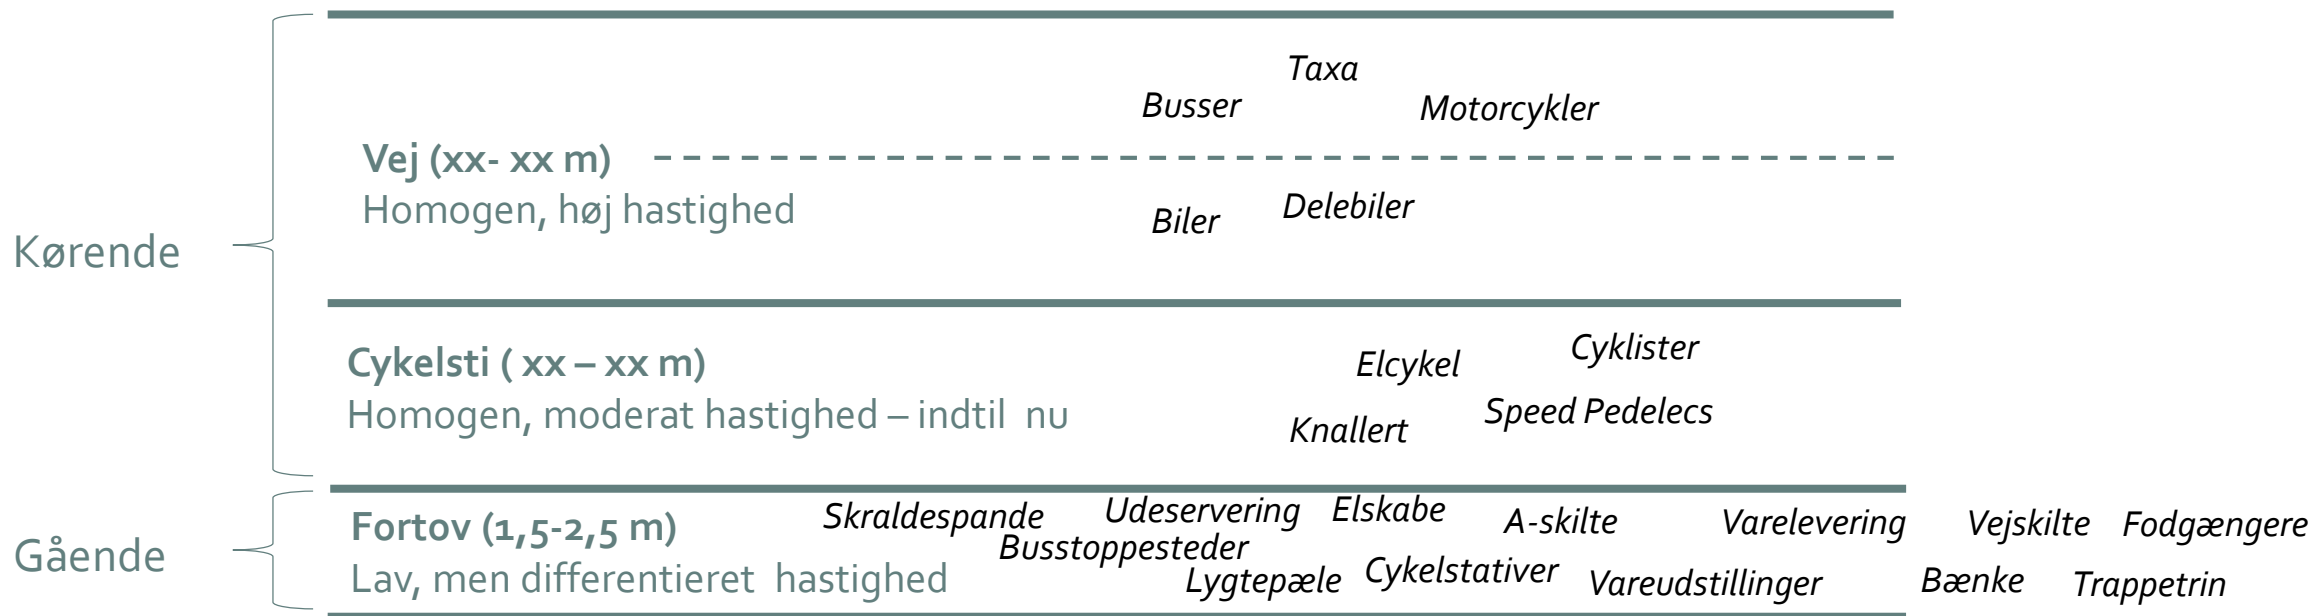 Taxa
Busser
Motorcykler
Vej (xx- xx m)
Homogen, høj hastighed
Delebiler
Biler
Kørende
Cykelsti ( xx – xx m)
Cyklister
Elcykel
Homogen, moderat hastighed – indtil nu
Speed Pedelecs
Knallert
Gående
Fortov (1,5-2,5 m)
Skraldespande
Udeservering
Elskabe
A-skilte
Varelevering
Vejskilte
Fodgængere
Busstoppesteder
Lav, men differentieret hastighed
Lygtepæle
Cykelstativer
Vareudstillinger
Bænke
Trappetrin